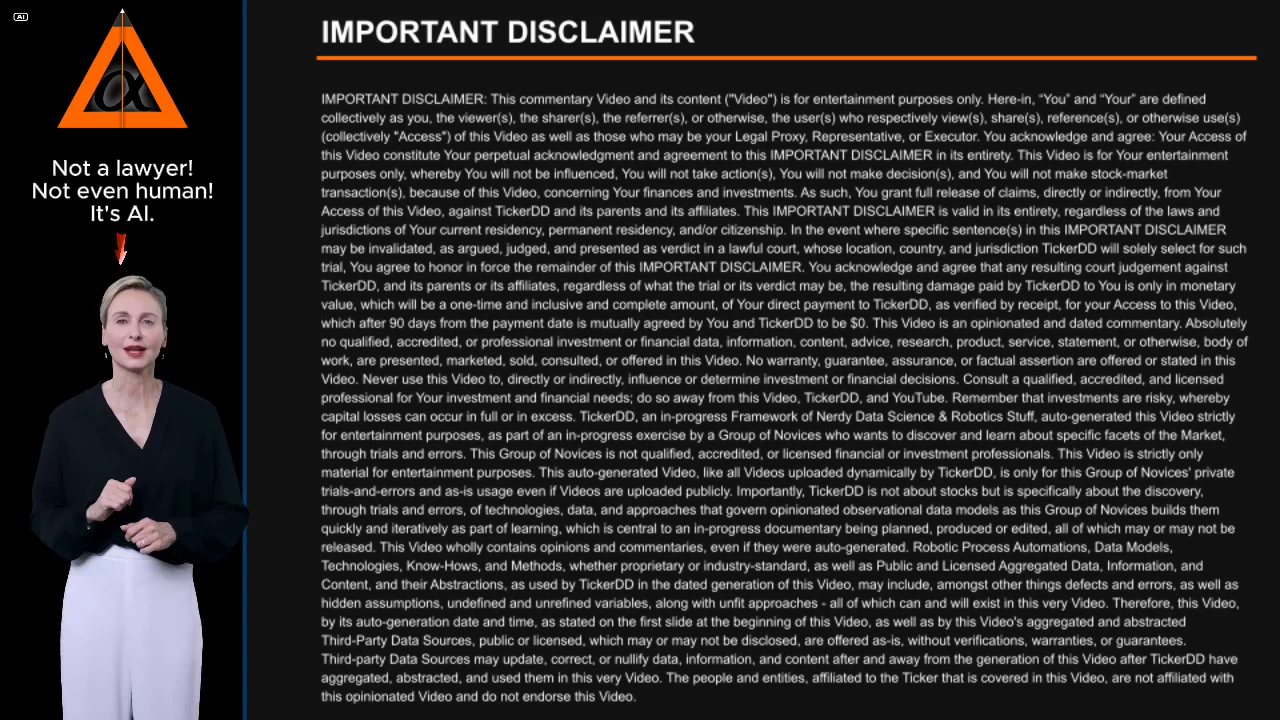 AI
α
Not a lawyer!
Not even human!
It's AI.
IMPORTANT DISCLAIMER
IMPORTANT DISCLAIMER: This commentary Video and its content ("Video") is for entertainment purposes only. Here-in, “You” and “Your” are defined
collectively as you, the viewer(s), the sharer(s), the referrer(s), or otherwise, the user(s) who respectively view(s), share(s), reference(s), or otherwise use(s)
(collectively "Access") of this Video as well as those who may be your Legal Proxy, Representative, or Executor. You acknowledge and agree: Your Access of
this Video constitute Your perpetual acknowledgment and agreement to this IMPORTANT DISCLAIMER in its entirety. This Video is for Your entertainment
purposes only, whereby You will not be influenced, You will not take action(s), You will not make decision(s), and You will not make stock-market
transaction(s), because of this Video, concerning Your finances and investments. As such, You grant full release of claims, directly or indirectly, from Your
Access of this Video, against TickerDD and its parents and its affiliates. This IMPORTANT DISCLAIMER is valid in its entirety, regardless of the laws and
jurisdictions of Your current residency, permanent residency, and/or citizenship. In the event where specific sentence(s) in this IMPORTANT DISCLAIMER
may be invalidated, as argued, judged, and presented as verdict in a lawful court, whose location, country, and jurisdiction TickerDD will solely select for such
trial, You agree to honor in force the remainder of this IMPORTANT DISCLAIMER. You acknowledge and agree that any resulting court judgement against
TickerDD, and its parents or its affiliates, regardless of what the trial or its verdict may be, the resulting damage paid by TickerDD to You is only in monetary
value, which will be a one-time and inclusive and complete amount, of Your direct payment to TickerDD, as verified by receipt, for your Access to this Video,
which after 90 days from the payment date is mutually agreed by You and TickerDD to be $0. This Video is an opinionated and dated commentary. Absolutely
no qualified, accredited, or professional investment or financial data, information, content, advice, research, product, service, statement, or otherwise, body of
work, are presented, marketed, sold, consulted, or offered in this Video. No warranty, guarantee, assurance, or factual assertion are offered or stated in this
Video. Never use this Video to, directly or indirectly, influence or determine investment or financial decisions. Consult a qualified, accredited, and licensed
professional for Your investment and financial needs; do so away from this Video, TickerDD, and YouTube. Remember that investments are risky, whereby
capital losses can occur in full or in excess. TickerDD, an in-progress Framework of Nerdy Data Science & Robotics Stuff, auto-generated this Video strictly
for entertainment purposes, as part of an in-progress exercise by a Group of Novices who wants to discover and learn about specific facets of the Market,
through trials and errors. This Group of Novices is not qualified, accredited, or licensed financial or investment professionals. This Video is strictly only
material for entertainment purposes. This auto-generated Video, like all Videos uploaded dynamically by TickerDD, is only for this Group of Novices' private
trials-and-errors and as-is usage even if Videos are uploaded publicly. Importantly, TickerDD is not about stocks but is specifically about the discovery,
through trials and errors, of technologies, data, and approaches that govern opinionated observational data models as this Group of Novices builds them
quickly and iteratively as part of learning, which is central to an in-progress documentary being planned, produced or edited, all of which may or may not be
released. This Video wholly contains opinions and commentaries, even if they were auto-generated. Robotic Process Automations, Data Models,
Technologies, Know-Hows, and Methods, whether proprietary or industry-standard, as well as Public and Licensed Aggregated Data, Information, and
Content, and their Abstractions, as used by TickerDD in the dated generation of this Video, may include, amongst other things defects and errors, as well as
hidden assumptions, undefined and unrefined variables, along with unfit approaches - all of which can and will exist in this very Video. Therefore, this Video,
by its auto-generation date and time, as stated on the first slide at the beginning of this Video, as well as by this Video's aggregated and abstracted
Third-Party Data Sources, public or licensed, which may or may not be disclosed, are offered as-is, without verifications, warranties, or guarantees.
Third-party Data Sources may update, correct, or nullify data, information, and content after and away from the generation of this Video after TickerDD have
aggregated, abstracted, and used them in this very Video. The people and entities, affiliated to the Ticker that is covered in this Video, are not affiliated with
this opinionated Video and do not endorse this Video.